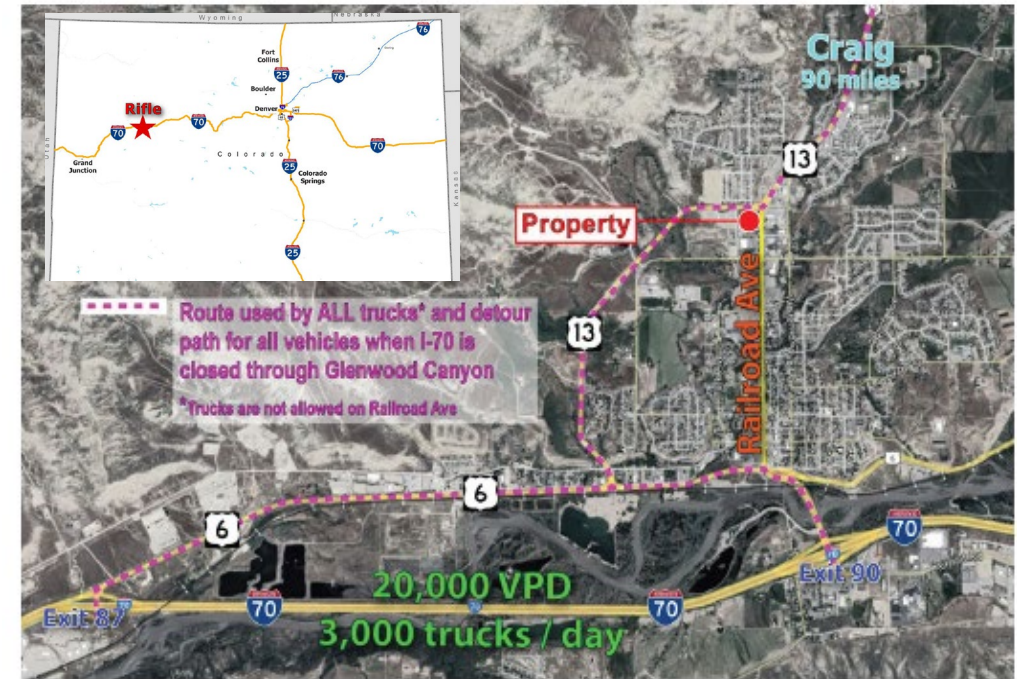 Wyoming
Nebraska
76
Fort
Collins
25
76
Boulder
Denver
Rifle
70
70
70
Utah
Grand
Junction
Colorado
25
Colorado
Springs
Kansas
25
Craig
90 miles
13
Property
Railroad Ave
13
Route used by ALL trucks* and detour
path for all vehicles when I-70 is
closed through Glenwood Canyon
*Trucks are not allowed on Railroad Ave
6
6
6
70
Exit 90
Exit 87
70
20,000 VPD
70
3,000 trucks / day